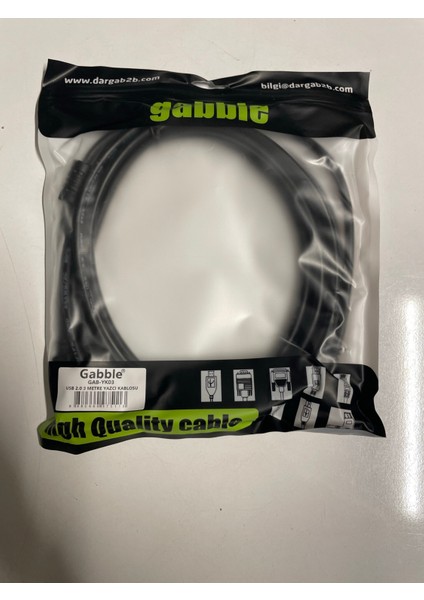 www.dargab2b.com
bilgi@dargab2b.com
gabble
Gabble®
GAB-YK03
USB 2.0 3 METRE YAZICI KABLOSU
High Quality cable